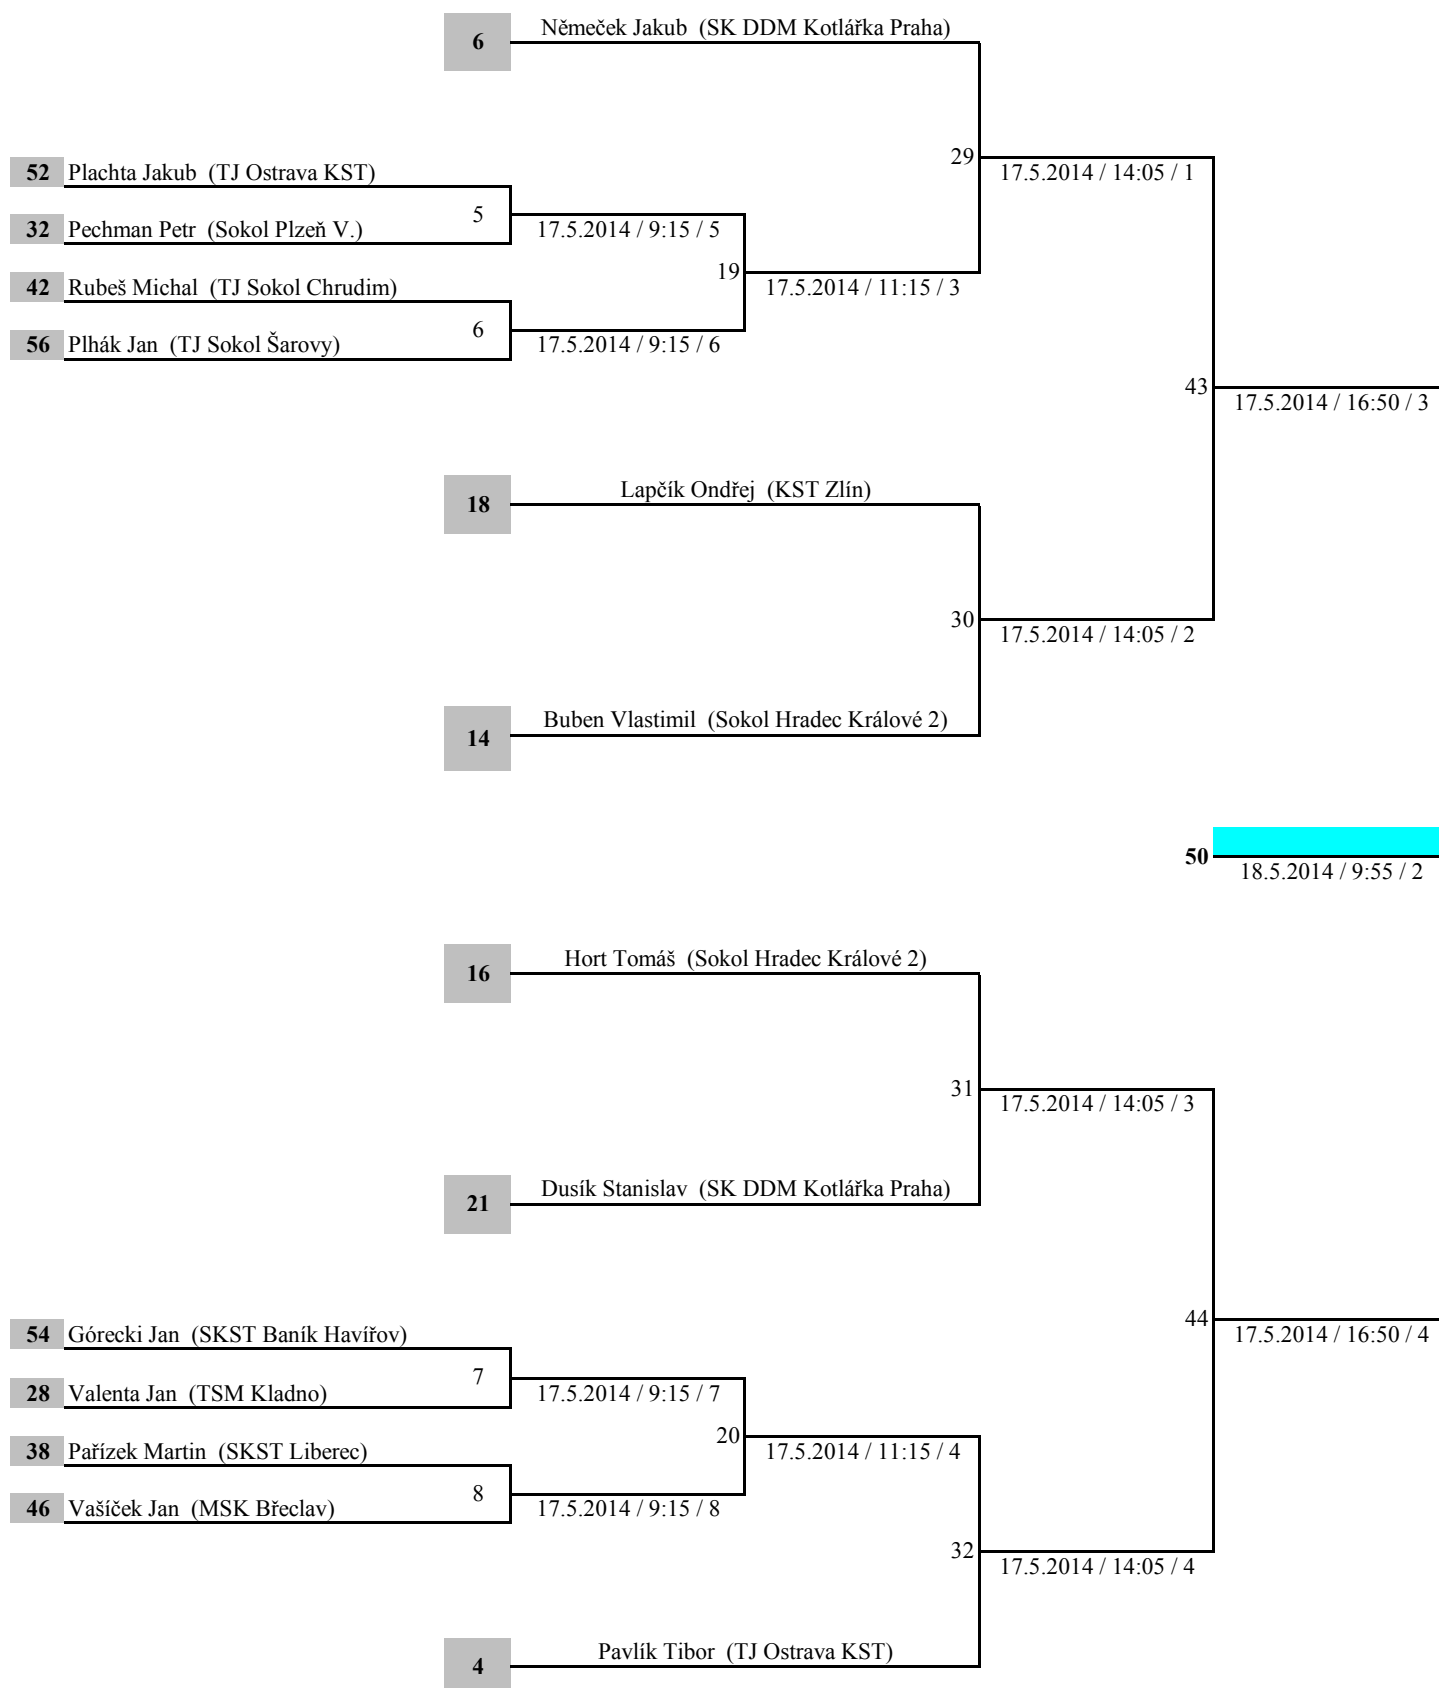 6 Němeček Jakub (SK DDM Kotlářka Praha)
29 17.5.2014 / 14:05 / 1
52 Plachta Jakub (TJ Ostrava KST)
5 17.5.2014 / 9:15 / 5
32 Pechman Petr (Sokol Plzeň V.)
19 17.5.2014 / 11:15 / 3
42 Rubeš Michal (TJ Sokol Chrudim)
6 17.5.2014 / 9:15 / 6
56 Plhák Jan (TJ Sokol Šarovy)
43 17.5.2014 / 16:50 / 3
18 Lapčík Ondřej (KST Zlín)
30 17.5.2014 / 14:05 / 2
14 Buben Vlastimil (Sokol Hradec Králové 2)
50 18.5.2014 / 9:55 / 2
16 Hort Tomáš (Sokol Hradec Králové 2)
31 17.5.2014 / 14:05 / 3
21 Dusík Stanislav (SK DDM Kotlářka Praha)
44 17.5.2014 / 16:50 / 4
54 Górecki Jan (SKST Baník Havířov)
7 17.5.2014 / 9:15 / 7
28 Valenta Jan (TSM Kladno)
20 17.5.2014 / 11:15 / 4
38 Pařízek Martin (SKST Liberec)
8 17.5.2014 / 9:15 / 8
46 Vašíček Jan (MSK Břeclav)
32 17.5.2014 / 14:05 / 4
4 Pavlík Tibor (TJ Ostrava KST)